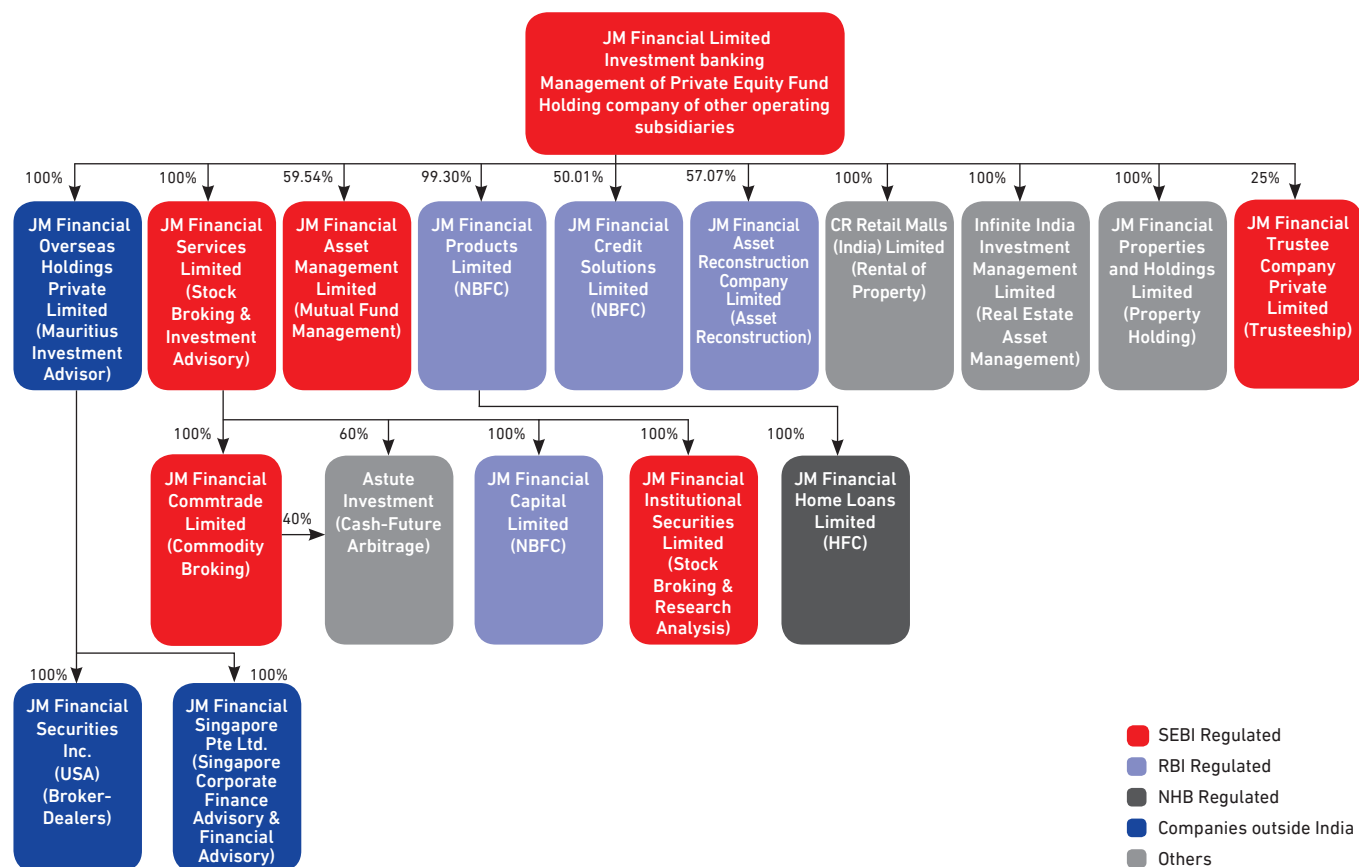 JM Financial Limited
Investment banking
Management of Private Equity Fund
Holding company of other operating
subsidiaries
100%
100%
59.54%
99.30%
50.01%
57.07%
100%
100%
100%
25%
JM Financial
Overseas
Holdings
Private
Limited
(Mauritius
Investment
Advisor)
JM Financial
Services
Limited
(Stock
Broking &
Investment
Advisory)
JM Financial
Asset
Management
Limited
(Mutual Fund
Management)
JM Financial
Products
Limited
(NBFC)
JM Financial
Credit
Solutions
Limited
(NBFC)
JM Financial
Asset
Reconstruction
Company
Limited
(Asset
Reconstruction)
CR Retail Malls
(India) Limited
(Rental of
Property)
Infinite India
Investment
Management
Limited
(Real Estate
Asset
Management)
JM Financial
Properties
and Holdings
Limited
(Property
Holding)
JM Financial
Trustee
Company
Private
Limited
(Trusteeship)
100%
60%
100%
100%
100%
JM Financial
Commtrade
Limited
(Commodity
Broking)
40%
Astute
Investment
(Cash-Future
Arbitrage)
JM Financial
Capital
Limited
(NBFC)
JM Financial
Institutional
Securities
Limited
(Stock
Broking &
Research
Analysis)
JM Financial
Home Loans
Limited
(HFC)
100%
100%
JM Financial
Securities
Inc.
(USA)
(Broker-
Dealers)
JM Financial
Singapore
Pte Ltd.
(Singapore
Corporate
Finance
Advisory &
Financial
Advisory)
SEBI Regulated
RBI Regulated
NHB Regulated
Companies outside India
Others